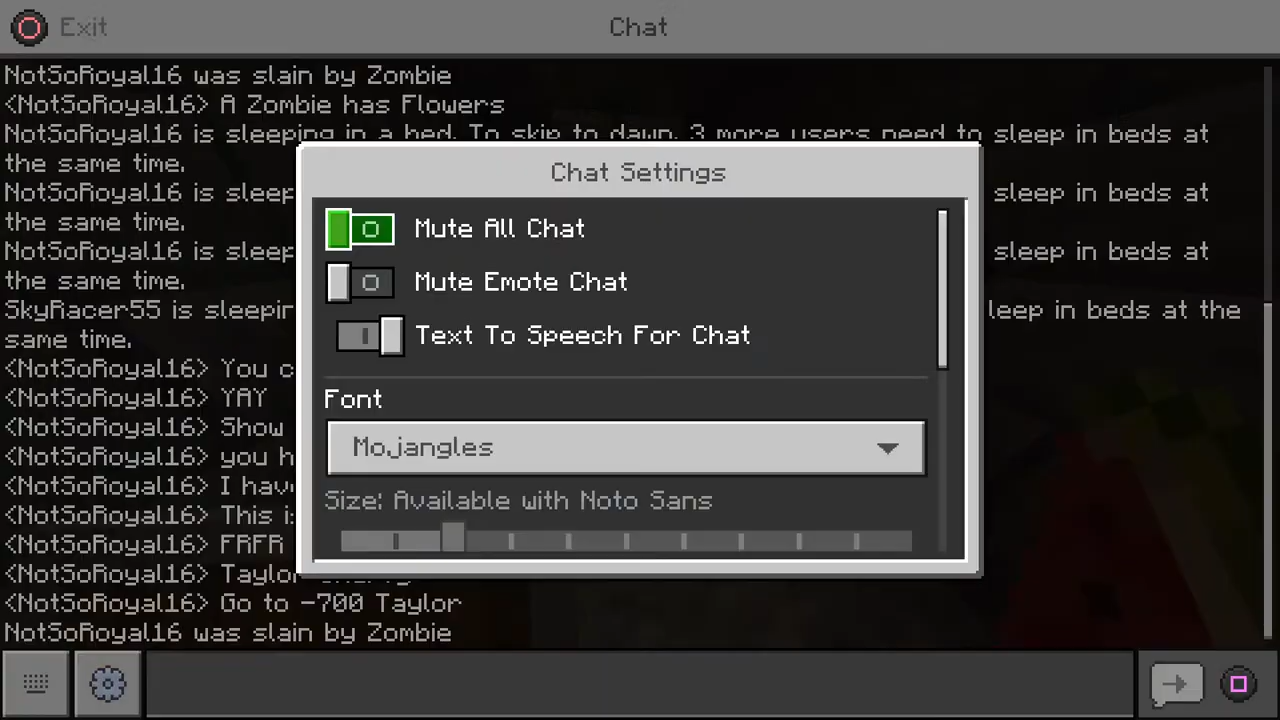 Exit
Chat
NotSoRoyal16 was slain by Zombie
<NotSoRoyal16> A Zombie has Flowers
NotSoRoyal16 is sleeping in a bed. To skip to dawn, 3 more users need to sleep in beds at
the same time.
NotSoRoyal16 is sleep
sleep in beds at
the same time.
NotSoRoyal16 is sleep
sleep in beds at
the same time.
SkyRacer55 is sleepin
leep in beds at the
same time.
<NotSoRoyal16> You c
<NotSoRoyal16> YAY
<NotSoRoyal16> Show
<NotSoRoyal16> you h
<NotSoRoyal16> I have
<NotSoRoyal16> This i
<NotSoRoyal16> FRFR
<NotSoRoyal16> Taylor
<NotSoRoyal16> Go to -700 Taylor
NotSoRoyal16 was slain by Zombie
Chat Settings
Mute All Chat
Mute Emote Chat
Text To Speech For Chat
Font
Mojangles
Size: Available with Noto Sans